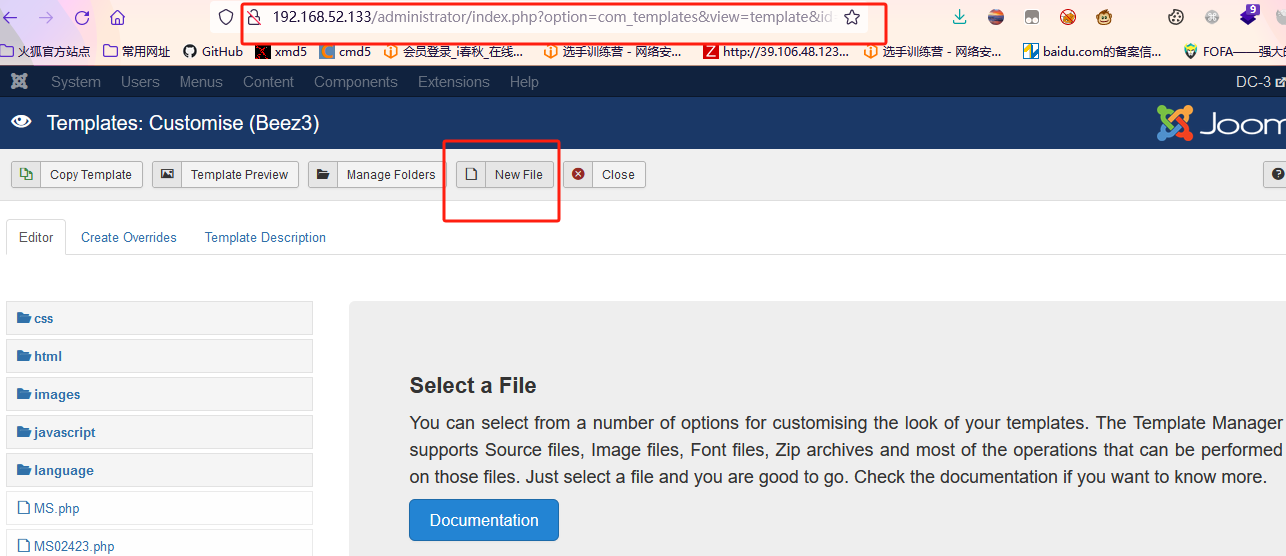 192.168.52.133/administrator/index.php?option=com_templates&view=template&id
9
火狐官方站点 常用网址 GitHub xmd5 cmd5 会员登录_i春秋_在线... 选手训练营 - 网络安... Z http://39.106.48.123... 选手训练营 - 网络安... baidu.com的备案信... FOFA——强大的
System Users Menus Content Components Extensions Help DC-3
Templates: Customise (Beez3) Joom
Copy Template Template Preview Manage Folders New File Close ?
Editor Create Overrides Template Description
css
html
images
javascript
language
MS.php
MS02423.php
Select a File
You can select from a number of options for customising the look of your templates. The Template Manager
supports Source files, Image files, Font files, Zip archives and most of the operations that can be performed
on those files. Just select a file and you are good to go. Check the documentation if you want to know more.
Documentation